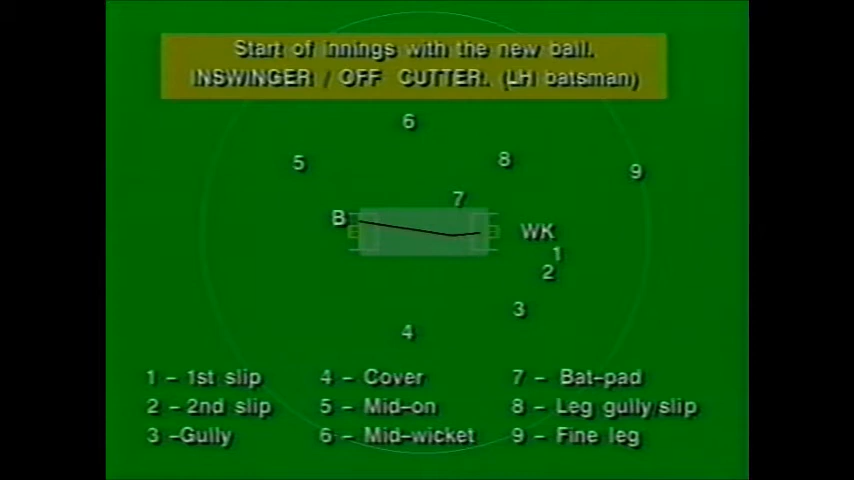 Start of innings with the new ball.
INSWINGER / OFF CUTTER. (LH batsman)
6
5
8
9
7
B
WK
1
2
3
4
1 - 1st slip
4 - Cover
7 - Bat-pad
2 - 2nd slip
5 - Mid-on
8 - Leg gully/slip
3 -Gully
6 - Mid-wicket
9 - Fine leg